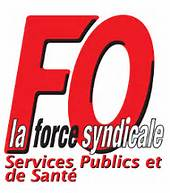 FO
la force syndicale
Services Publics et
de Santé